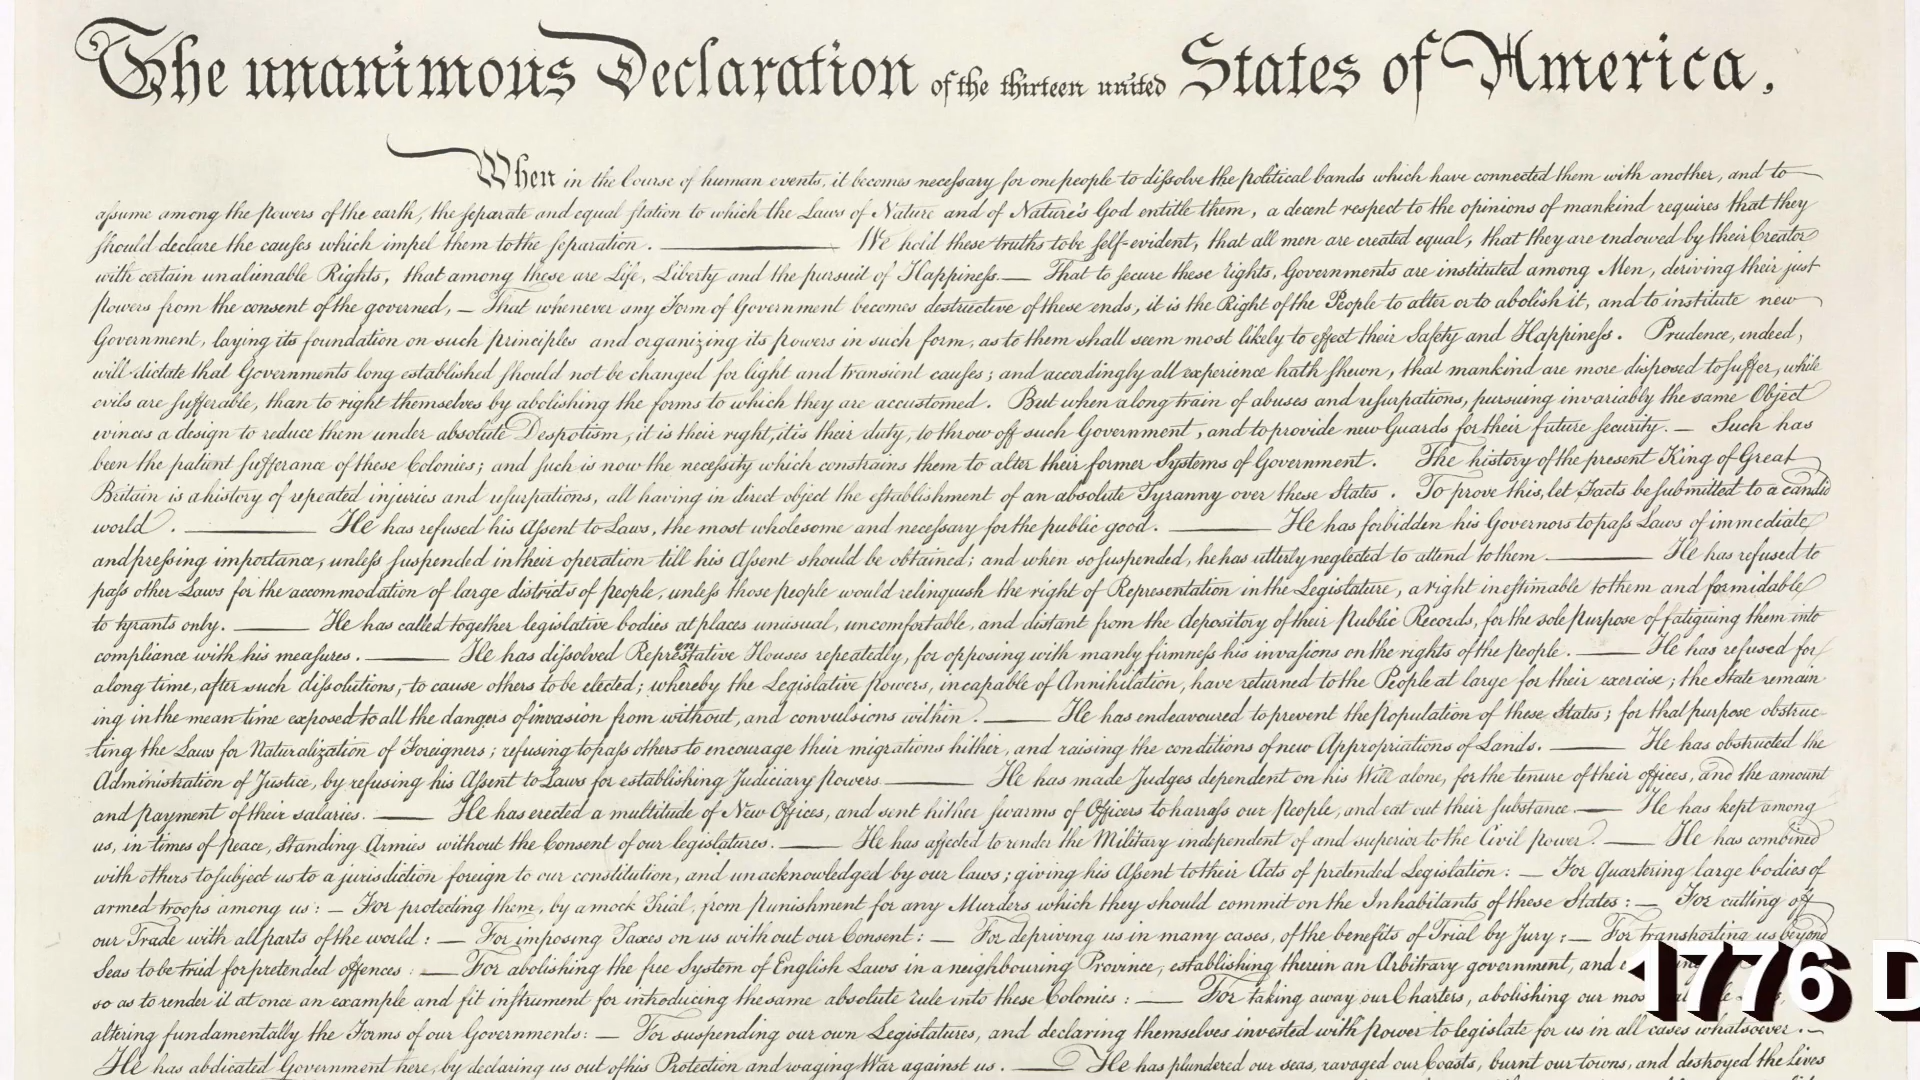 The unanimous Declaration of the thirteen united States of America.
When in the Course of human events, it becomes necessary for one people to dissolve the political bands which have connected them with another, and to
assume among the powers of the earth, the separate and equal station to which the Laws of Nature and of Nature's God entitle them, a decent respect to the opinions of mankind requires that they
should declare the causes which impel them to the separation. ——— We hold these truths to be self-evident, that all men are created equal, that they are endowed by their Creator
with certain unalienable Rights, that among these are Life, Liberty and the pursuit of Happiness.— That to secure these rights, Governments are instituted among Men, deriving their just
powers from the consent of the governed, — That whenever any Form of Government becomes destructive of these ends, it is the Right of the People to alter or to abolish it, and to institute new
Government, laying its foundation on such principles and organizing its powers in such form, as to them shall seem most likely to effect their Safety and Happiness. Prudence, indeed,
will dictate that Governments long established should not be changed for light and transient causes; and accordingly all experience hath shewn, that mankind are more disposed to suffer, while
evils are sufferable, than to right themselves by abolishing the forms to which they are accustomed. But when a long train of abuses and usurpations, pursuing invariably the same Object
evinces a design to reduce them under absolute Despotism, it is their right, it is their duty, to throw off such Government, and to provide new Guards for their future security. — Such has
been the patient sufferance of these Colonies; and such is now the necessity which constrains them to alter their former Systems of Government. The history of the present King of Great
Britain is a history of repeated injuries and usurpations, all having in direct object the establishment of an absolute Tyranny over these States. To prove this, let Facts be submitted to a candid
world. ——— He has refused his Assent to Laws, the most wholesome and necessary for the public good. ——— He has forbidden his Governors to pass Laws of immediate
and pressing importance, unless suspended in their operation till his Assent should be obtained; and when so suspended, he has utterly neglected to attend to them ——— He has refused to
pass other Laws for the accommodation of large districts of people, unless those people would relinquish the right of Representation in the Legislature, a right inestimable to them and formidable
to tyrants only. ——— He has called together legislative bodies at places unusual, uncomfortable, and distant from the depository of their Public Records, for the sole purpose of fatiguing them into
compliance with his measures. ——— He has dissolved Representative Houses repeatedly, for opposing with manly firmness his invasions on the rights of the people. ——— He has refused for
a long time, after such dissolutions, to cause others to be elected; whereby the Legislative powers, incapable of Annihilation, have returned to the People at large for their exercise; the State remain
ing in the mean time exposed to all the dangers of invasion from without, and convulsions within. ——— He has endeavoured to prevent the population of these States; for that purpose obstruc-
ting the Laws for Naturalization of Foreigners; refusing to pass others to encourage their migrations hither, and raising the conditions of new Appropriations of Lands. ——— He has obstructed the
Administration of Justice, by refusing his Assent to Laws for establishing Judiciary powers ——— He has made Judges dependent on his Will alone, for the tenure of their offices, and the amount
and payment of their salaries. ——— He has erected a multitude of New Offices, and sent hither swarms of Officers to harrass our people, and eat out their substance.— He has kept among
us, in times of peace, Standing Armies without the Consent of our legislatures. ——— He has affected to render the Military independent of and superior to the Civil power. — He has combined
with others to subject us to a jurisdiction foreign to our constitution, and unacknowledged by our laws; giving his Assent to their Acts of pretended Legislation: — For Quartering large bodies of
armed troops among us: — For protecting them, by a mock Trial, from punishment for any Murders which they should commit on the Inhabitants of these States: — For cutting off
our Trade with all parts of the world: — For imposing Taxes on us without our Consent: — For depriving us in many cases, of the benefits of Trial by Jury: — For transporting us beyond
Seas to be tried for pretended offences: — For abolishing the free System of English Laws in a neighbouring Province, establishing therein an Arbitrary government, and
so as to render it at once an example and fit instrument for introducing the same absolute rule into these Colonies: — For taking away our Charters, abolishing our most
1776 D
altering fundamentally the Forms of our Governments: — For suspending our own Legislatures, and declaring themselves invested with power to legislate for us in all cases whatsoever. —
He has abdicated Government here, by declaring us out of his Protection and waging War against us. ——— He has plundered our seas, ravaged our Coasts, burnt our towns, and destroyed the Lives